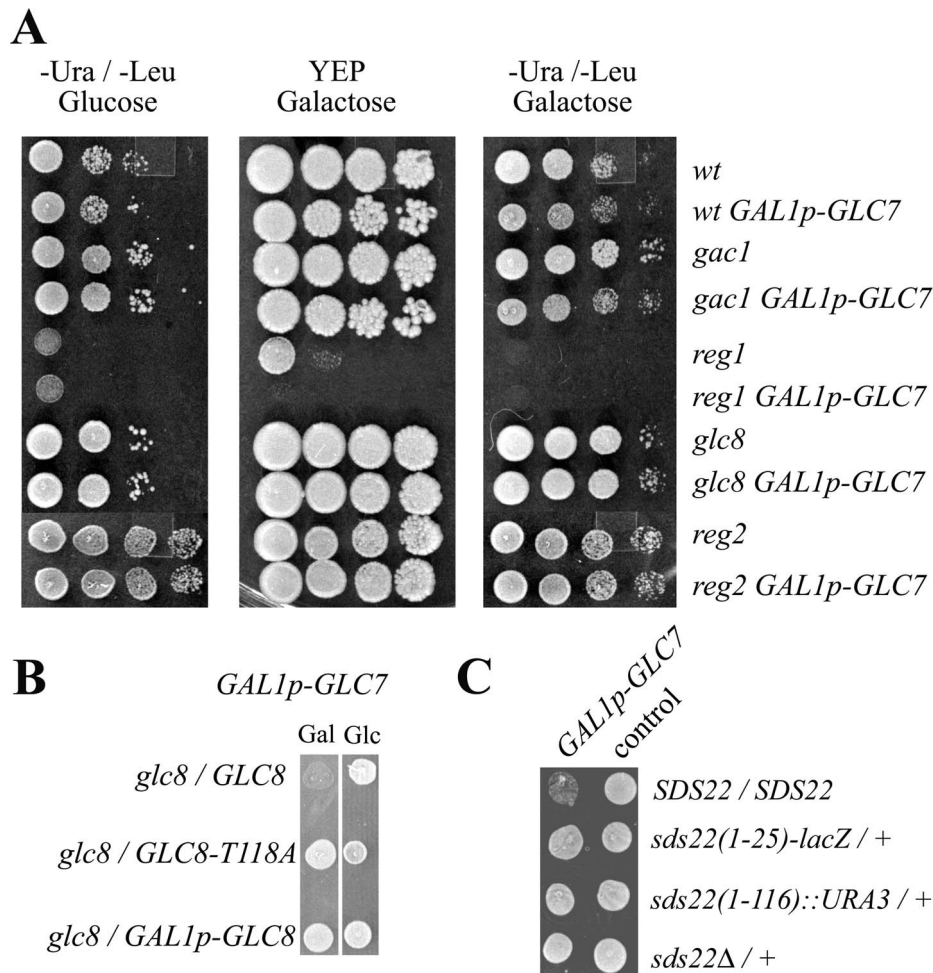 A
-Ura / -Leu
Glucose
YEP
Galactose
-Ura /-Leu
Galactose
wt
wt GAL1p-GLC7
gac1
gac1 GAL1p-GLC7
reg1
reg1 GAL1p-GLC7
glc8
glc8 GAL1p-GLC7
reg2
reg2 GAL1p-GLC7
B
GAL1p-GLC7
Gal Glc
glc8 / GLC8
glc8 / GLC8-T118A
glc8 / GAL1p-GLC8
C
GAL1p-GLC7
control
SDS22 / SDS22
sds22(1-25)-lacZ / +
sds22(1-116)::URA3 / +
sds22Δ / +